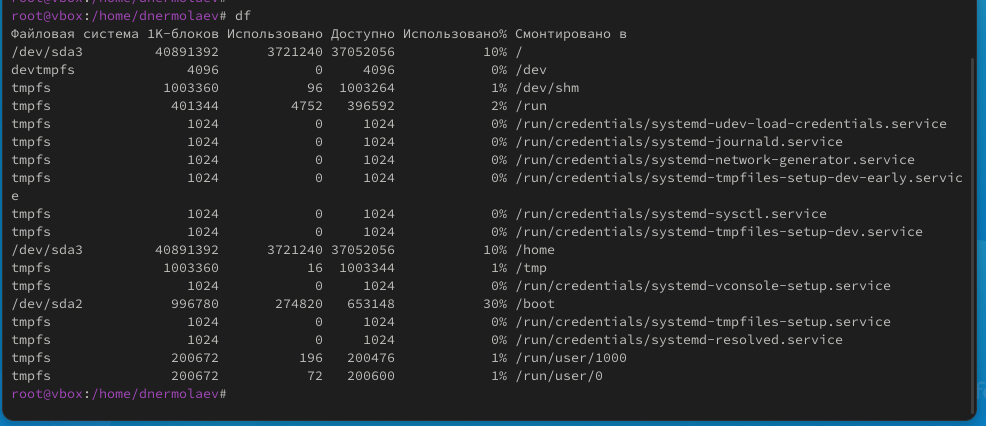 root@vbox:/home/dnermolaev# df
Файловая система 1K-блоков Использовано Доступно Использовано% Смонтировано в
/dev/sda3 40891392 3721240 37052056 10% /
devtmpfs 4096 0 4096 0% /dev
tmpfs 1003360 96 1003264 1% /dev/shm
tmpfs 401344 4752 396592 2% /run
tmpfs 1024 0 1024 0% /run/credentials/systemd-udev-load-credentials.service
tmpfs 1024 0 1024 0% /run/credentials/systemd-journald.service
tmpfs 1024 0 1024 0% /run/credentials/systemd-network-generator.service
tmpfs 1024 0 1024 0% /run/credentials/systemd-tmpfiles-setup-dev-early.servic
e
tmpfs 1024 0 1024 0% /run/credentials/systemd-sysctl.service
tmpfs 1024 0 1024 0% /run/credentials/systemd-tmpfiles-setup-dev.service
/dev/sda3 40891392 3721240 37052056 10% /home
tmpfs 1003360 16 1003344 1% /tmp
tmpfs 1024 0 1024 0% /run/credentials/systemd-vconsole-setup.service
/dev/sda2 996780 274820 653148 30% /boot
tmpfs 1024 0 1024 0% /run/credentials/systemd-tmpfiles-setup.service
tmpfs 1024 0 1024 0% /run/credentials/systemd-resolved.service
tmpfs 200672 196 200476 1% /run/user/1000
tmpfs 200672 72 200600 1% /run/user/0
root@vbox:/home/dnermolaev#